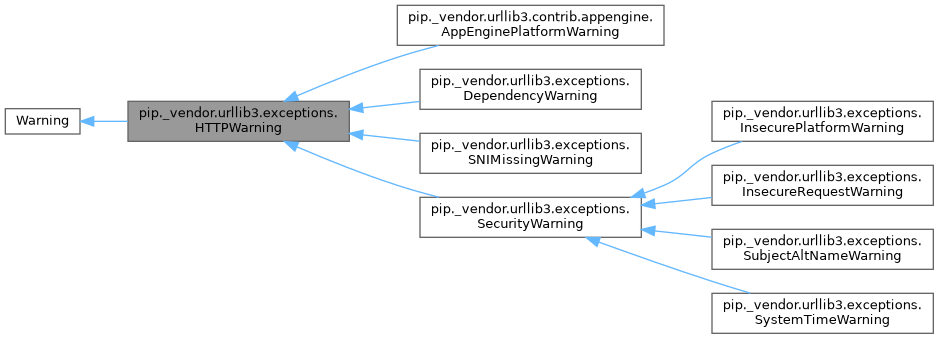 Warning
pip._vendor.urllib3.exceptions.
HTTPWarning
pip._vendor.urllib3.contrib.appengine.
AppEnginePlatformWarning
pip._vendor.urllib3.exceptions.
DependencyWarning
pip._vendor.urllib3.exceptions.
SNIMissingWarning
pip._vendor.urllib3.exceptions.
SecurityWarning
pip._vendor.urllib3.exceptions.
InsecurePlatformWarning
pip._vendor.urllib3.exceptions.
InsecureRequestWarning
pip._vendor.urllib3.exceptions.
SubjectAltNameWarning
pip._vendor.urllib3.exceptions.
SystemTimeWarning